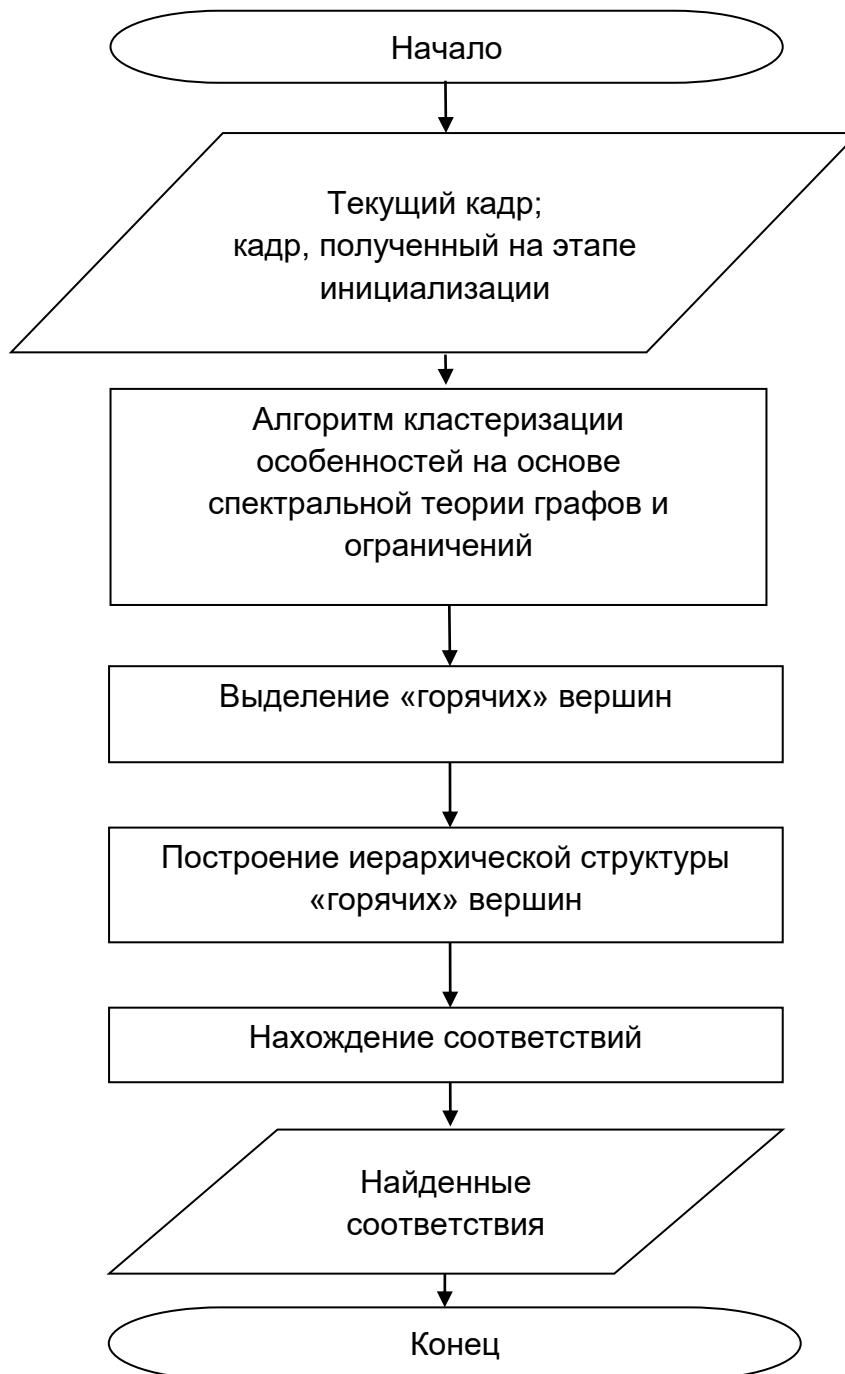 Начало
Текущий кадр;
кадр, полученный на этапе
инициализации
Алгоритм кластеризации
особенностей на основе
спектральной теории графов и
ограничений
Выделение «горячих» вершин
Построение иерархической структуры
«горячих» вершин
Нахождение соответствий
Найденные
соответствия
Конец